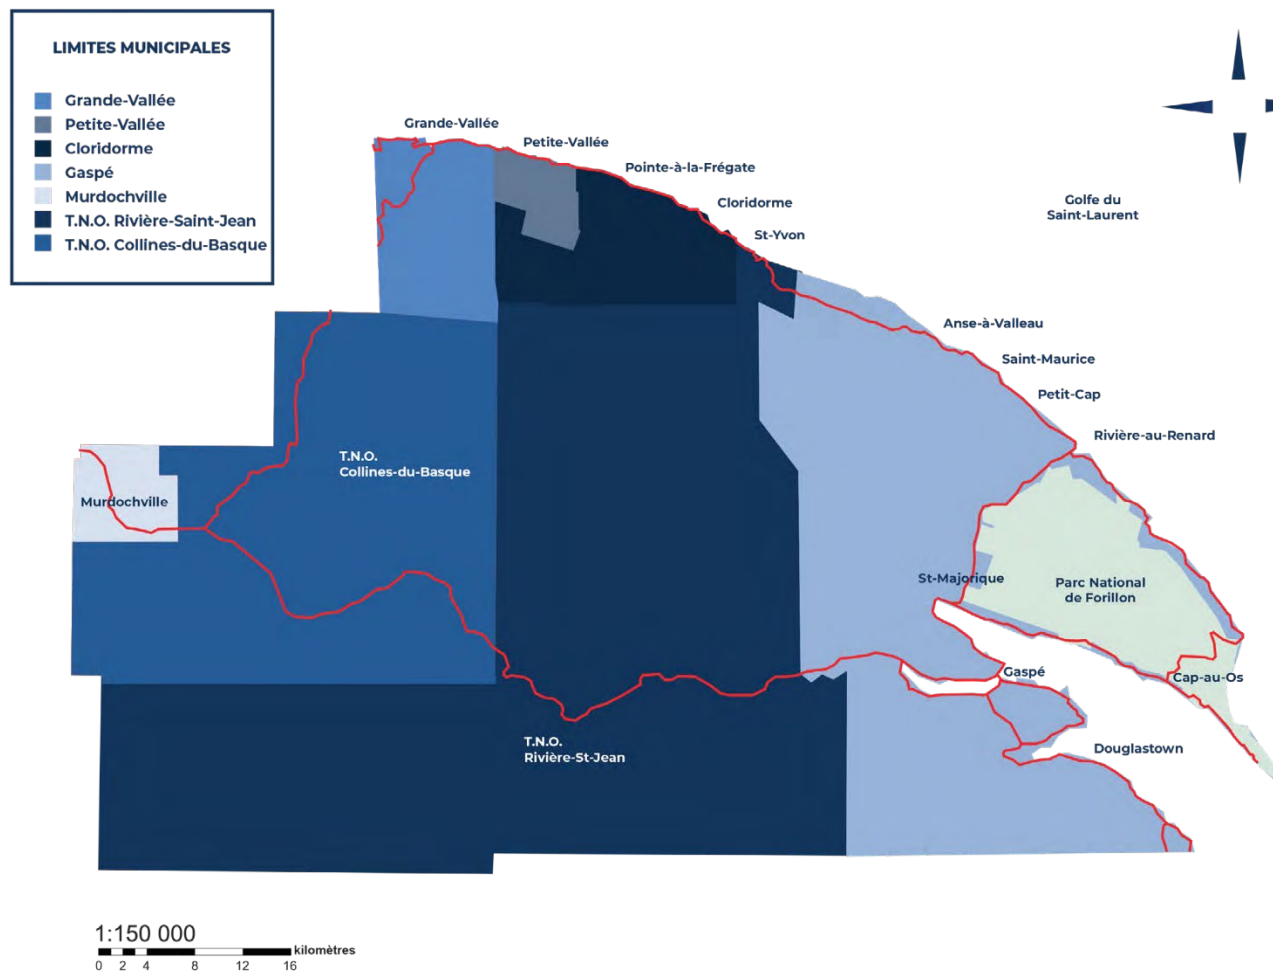 LIMITES MUNICIPALES
Grande-Vallée
Petite-Vallée
Cloridorme
Gaspé
Murdochville
T.N.O. Rivière-Saint-Jean
T.N.O. Collines-du-Basque
Grande-Vallée
Petite-Vallée
Pointe-à-la-Frégate
Cloridorme
St-Yvon
Golfe du
Saint-Laurent
Anse-à-Valleau
Saint-Maurice
Petit-Cap
Rivière-au-Renard
T.N.O.
Collines-du-Basque
Murdochville
St-Majorique
Parc National
de Forillon
Gaspé
Cap-au-Os
T.N.O.
Rivière-St-Jean
Douglastown
1:150 000
kilomètres
0 2 4 8 12 16